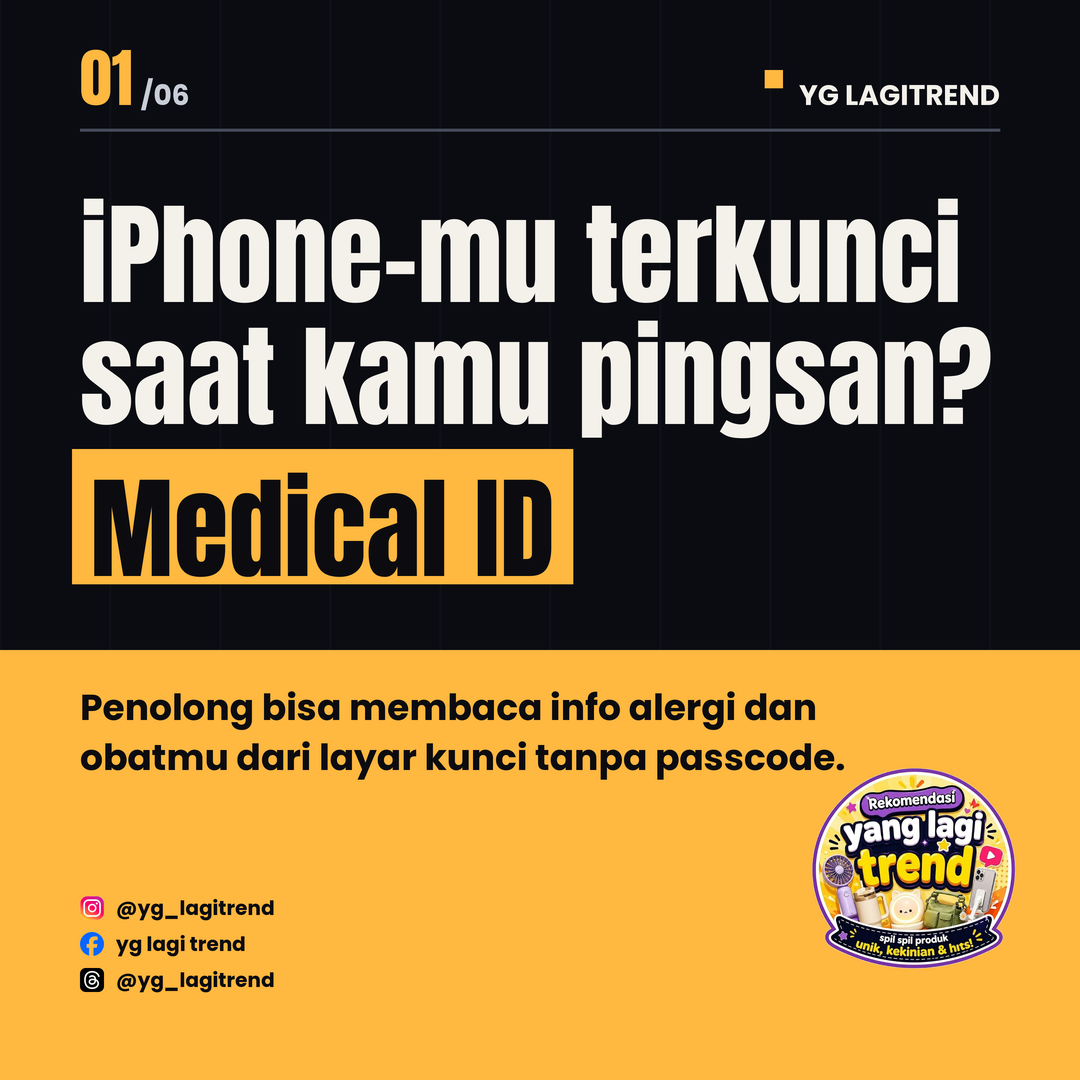 01 /06
YG LAGITREND
iPhone-mu terkunci
saat kamu pingsan?
Medical ID
Penolong bisa membaca info alergi dan
obatmu dari layar kunci tanpa passcode.
Rekomendasi
yang lagi
trend
spil spil produk
unik, kekinian & hits!
@yg_lagitrend
yg lagi trend
@yg_lagitrend